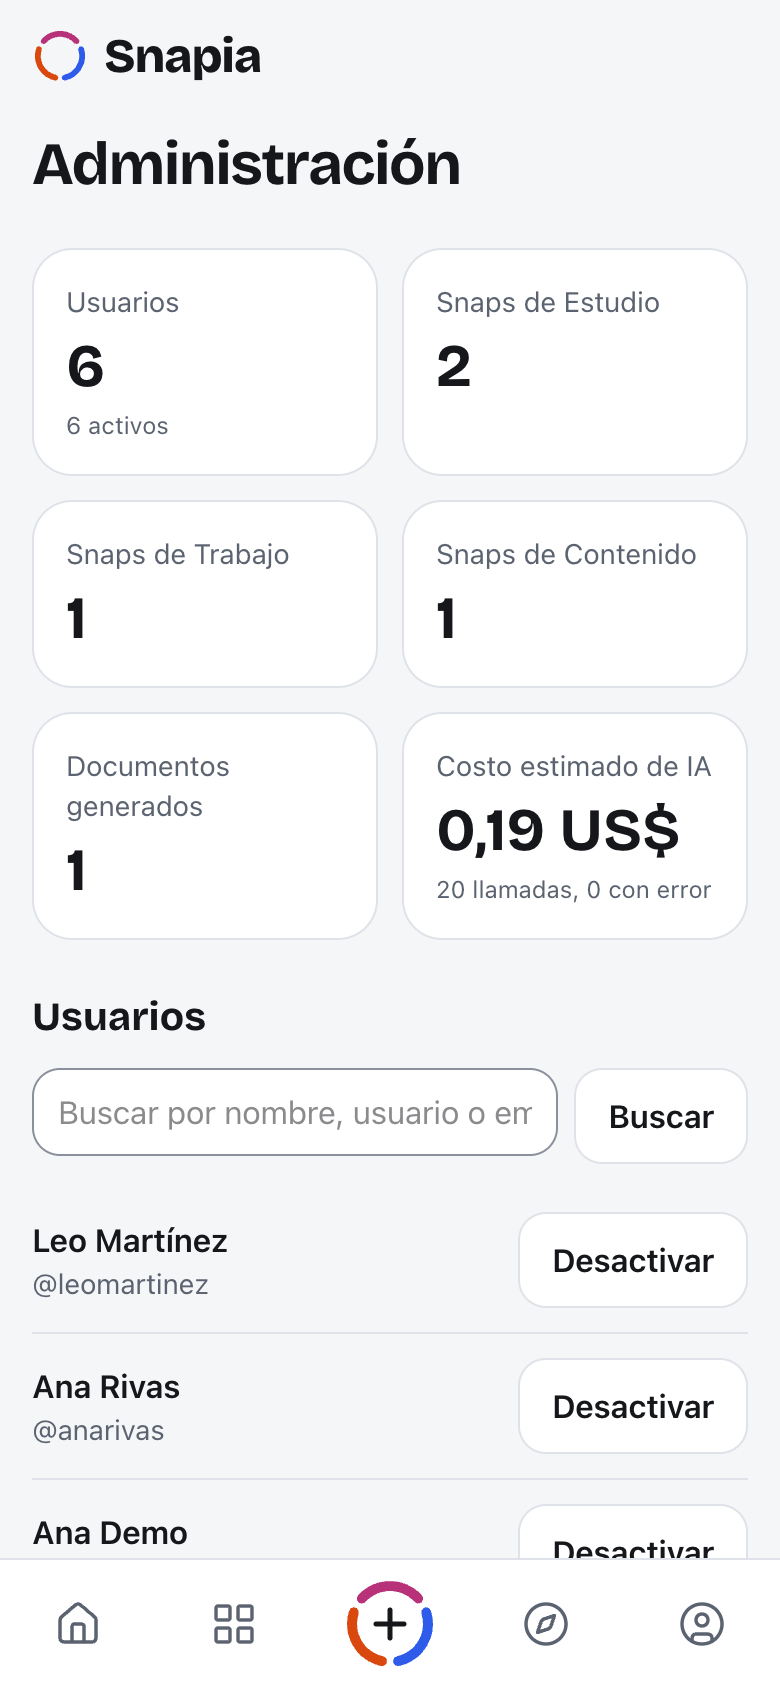 Snapia
Administración
Usuarios
6
6 activos
Snaps de Estudio
2
Snaps de Trabajo
1
Snaps de Contenido
1
Documentos
generados
1
Costo estimado de IA
0,19 US$
20 llamadas, 0 con error
Usuarios
Buscar por nombre, usuario o em
Buscar
Leo Martínez
@leomartinez
Desactivar
Ana Rivas
@anarivas
Desactivar
Ana Demo
Desactivar